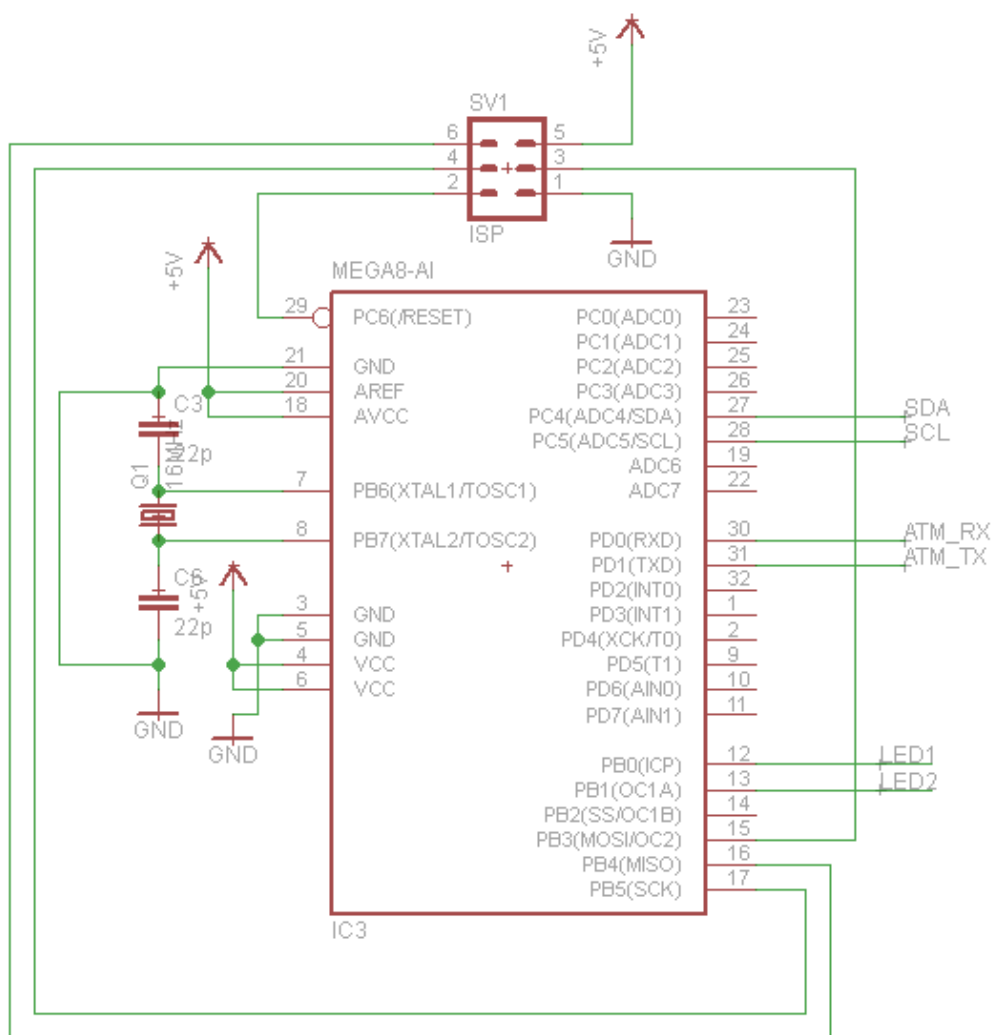 +5V
SV1
6 5
4 3
2 1
ISP
GND
+5V
MEGA8-AI
29 PC6(/RESET) PC0(ADC0) 23
PC1(ADC1) 24
21 GND PC2(ADC2) 25
20 AREF PC3(ADC3) 26
18 AVCC PC4(ADC4/SDA) 27 SDA
PC5(ADC5/SCL) 28 SCL
ADC6 19
7 PB6(XTAL1/TOSC1) ADC7 22
8 PB7(XTAL2/TOSC2) PD0(RXD) 30 ATM_RX
PD1(TXD) 31 ATM_TX
PD2(INT0) 32
3 GND PD3(INT1) 1
5 GND PD4(XCK/T0) 2
4 VCC PD5(T1) 9
6 VCC PD6(AIN0) 10
PD7(AIN1) 11
PB0(ICP) 12 LED1
PB1(OC1A) 13 LED2
PB2(SS/OC1B) 14
PB3(MOSI/OC2) 15
PB4(MISO) 16
PB5(SCK) 17
IC3
C3
22p
Q1
16MHz
C6
22p
+5V
GND
GND